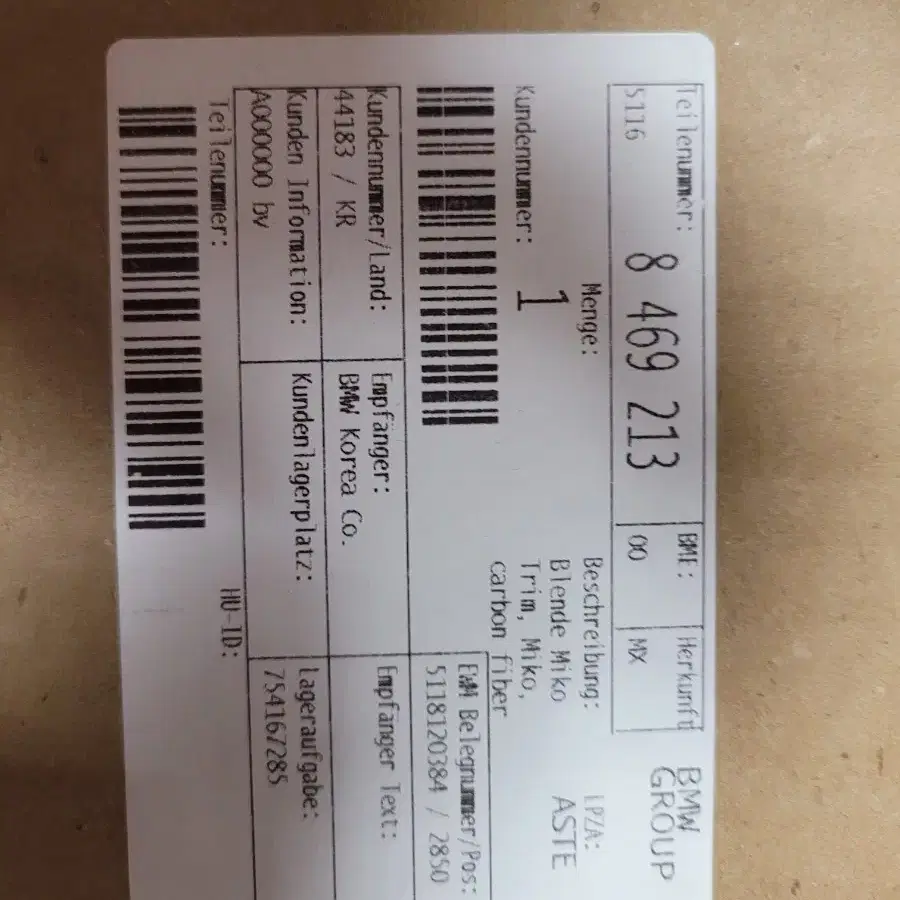 Teilenummer:
5116 8 469 213
BME:
00
Herkunft
MX
BMW
GROUP
Menge:
1
Beschreibung:
Blende Miko
Trim, Miko,
carbon fiber
LPZA:
ASTE
Kundennummer:
EWM Belegnummer/Pos:
5118120384 / 2850
Kundennummer/Land:
44183 / KR
Empfänger:
BMW Korea Co.
Empfänger Text:
Kunden Information:
A000000 bv
Kundenlagerplatz:
Lageraufgabe:
754167285
Teilenummer:
HU-ID: